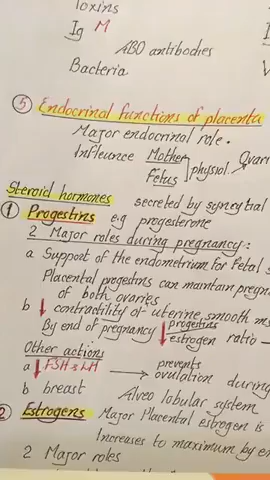 Toxins
Ig M
ABO antibodies
Bacteria
⑤ Endocrinal functions of placenta
Major endocrinal role.
Influence Mother physiol → Ovari
Fetus
Steroid hormones
secreted by syncytial
① Progestins e.g progesterone
2 Major roles during pregnancy:
a Support of the endometrium for fetal s
Placental progestins can maintain pregn
of both ovaries
b ↓ contractility of uterine smooth m
By end of pregnancy ↓ progestins
estrogen ratio
Other actions
a ↓ FSH & LH → prevents
ovulation during
b breast Alveo lobular system
2 Estrogens Major Placental estrogen is
Increases to maximum by e
2 Major roles